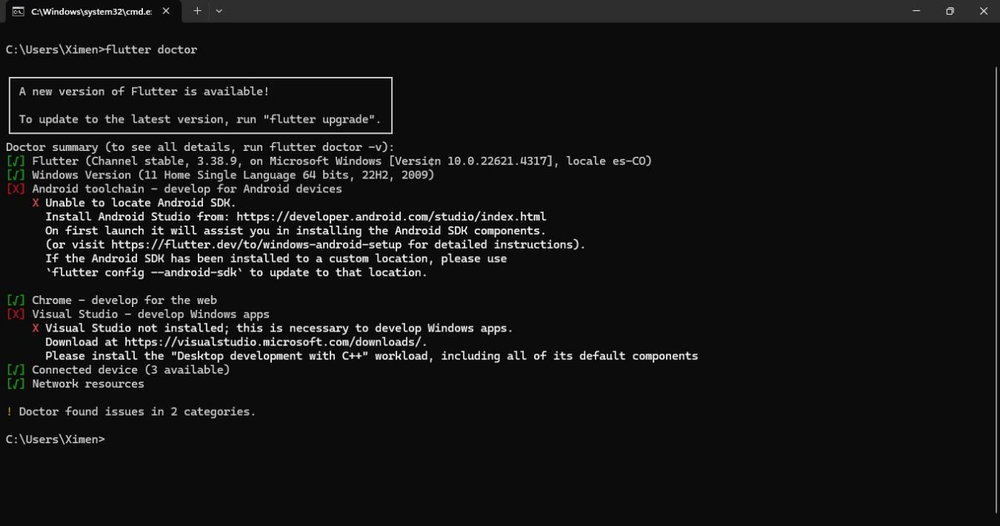 C:\Windows\system32\cmd.e:
C:\Users\Ximen>flutter doctor
A new version of Flutter is available!
To update to the latest version, run "flutter upgrade".
Doctor summary (to see all details, run flutter doctor -v):
[√] Flutter (Channel stable, 3.38.9, on Microsoft Windows [Versi¢n 10.0.22621.4317], locale es-CO)
[√] Windows Version (11 Home Single Language 64 bits, 22H2, 2009)
[X] Android toolchain - develop for Android devices
X Unable to locate Android SDK.
Install Android Studio from: https://developer.android.com/studio/index.html
On first launch it will assist you in installing the Android SDK components.
(or visit https://flutter.dev/to/windows-android-setup for detailed instructions).
If the Android SDK has been installed to a custom location, please use
`flutter config --android-sdk` to update to that location.
[√] Chrome - develop for the web
[X] Visual Studio - develop Windows apps
X Visual Studio not installed; this is necessary to develop Windows apps.
Download at https://visualstudio.microsoft.com/downloads/.
Please install the "Desktop development with C++" workload, including all of its default components
[√] Connected device (3 available)
[√] Network resources
! Doctor found issues in 2 categories.
C:\Users\Ximen>